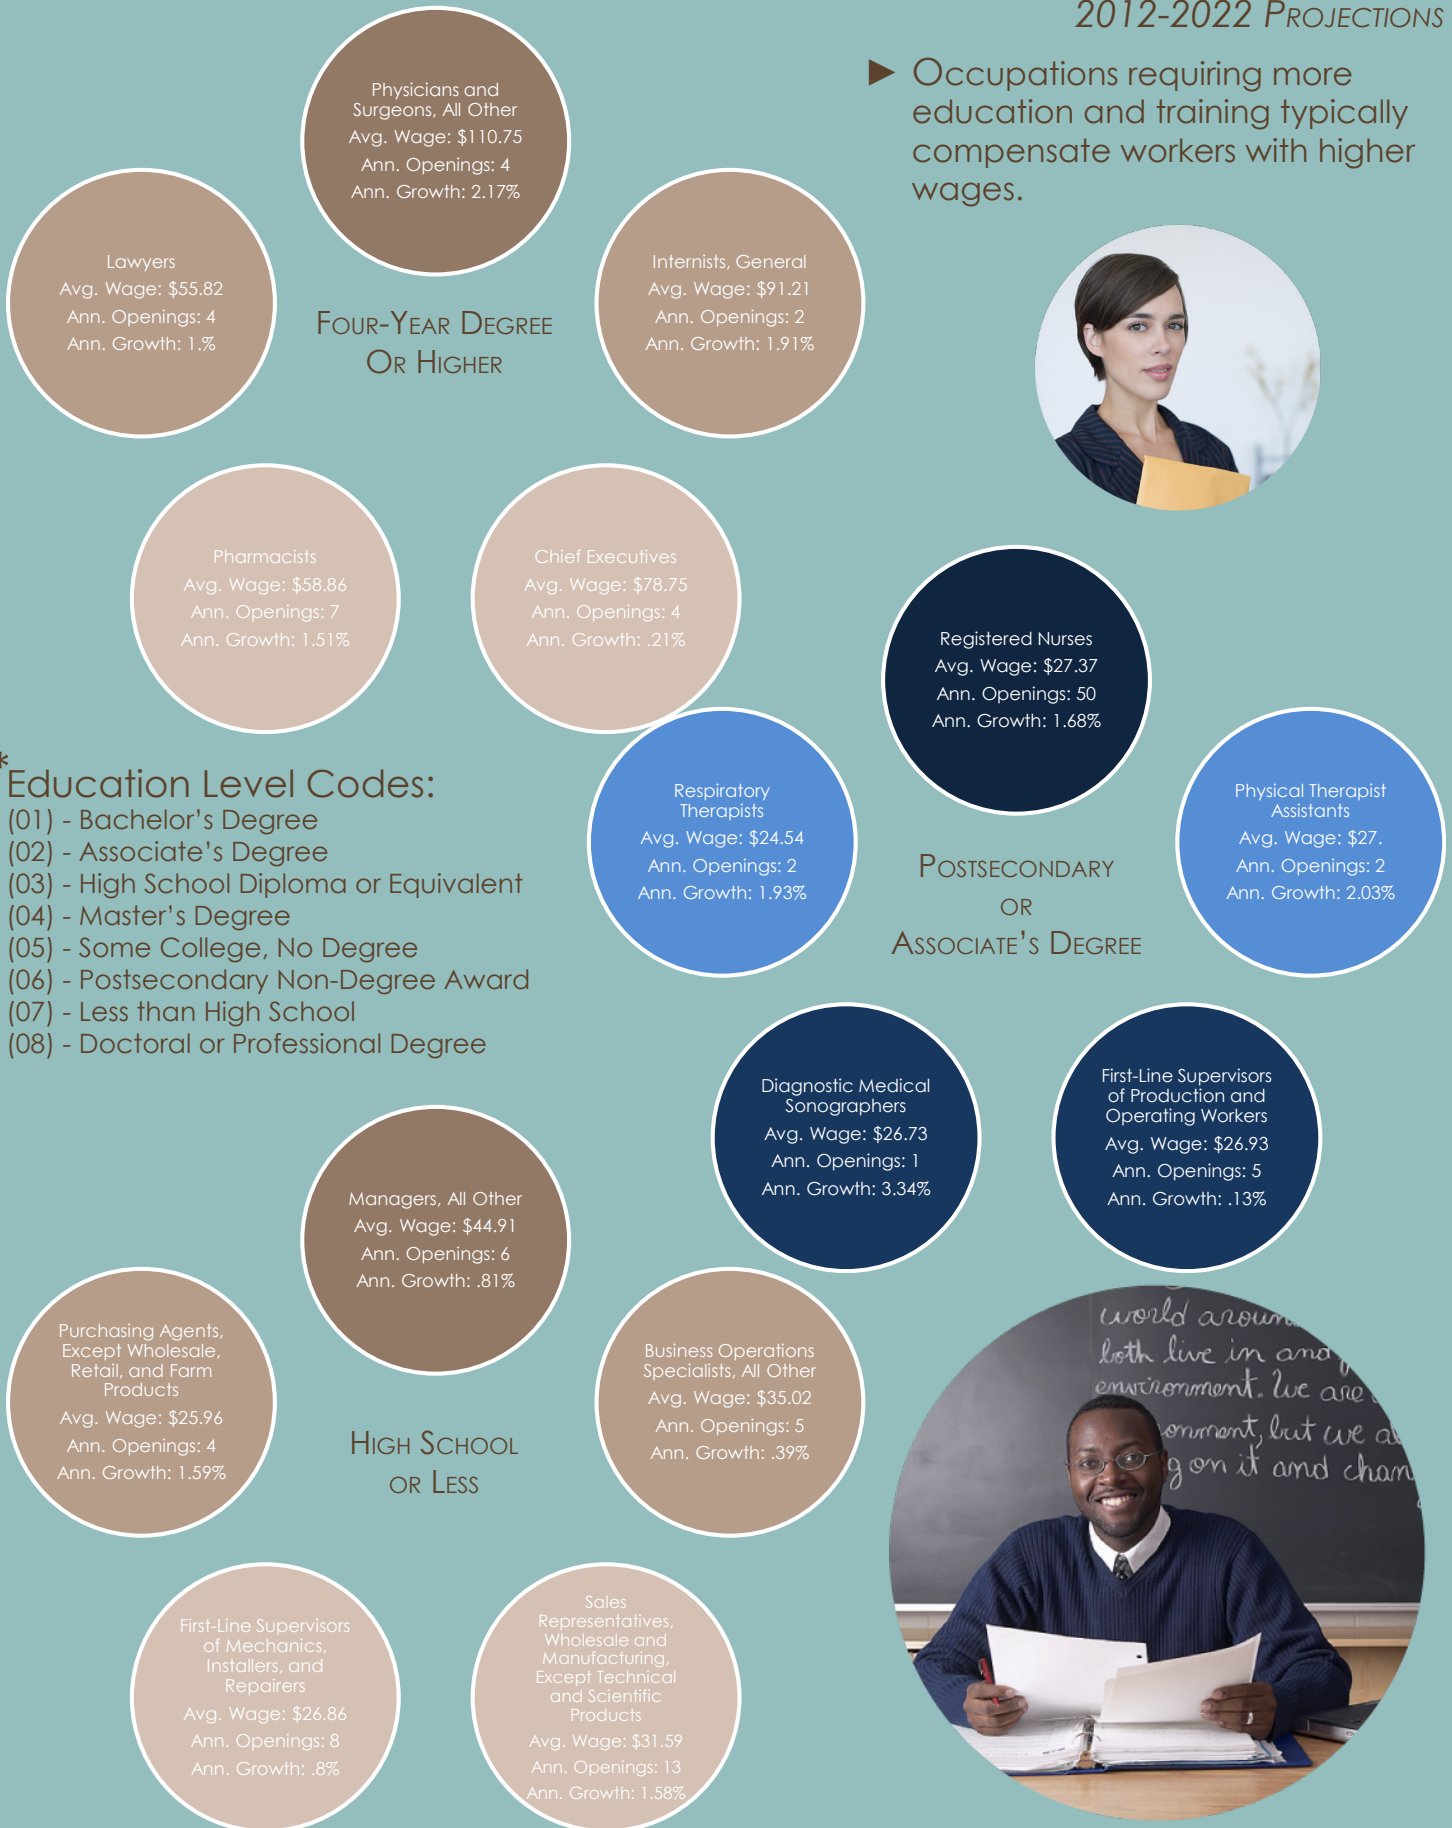 2012-2022 Projections
► Occupations requiring more
education and training typically
compensate workers with higher
wages.
Physicians and
Surgeons, All Other
Avg. Wage: $110.75
Ann. Openings: 4
Ann. Growth: 2.17%
Lawyers
Avg. Wage: $55.82
Ann. Openings: 4
Ann. Growth: 1.%
Four-Year Degree
Or Higher
Internists, General
Avg. Wage: $91.21
Ann. Openings: 2
Ann. Growth: 1.91%
Pharmacists
Avg. Wage: $58.86
Ann. Openings: 7
Ann. Growth: 1.51%
Chief Executives
Avg. Wage: $78.75
Ann. Openings: 4
Ann. Growth: .21%
Registered Nurses
Avg. Wage: $27.37
Ann. Openings: 50
Ann. Growth: 1.68%
Respiratory
Therapists
Avg. Wage: $24.54
Ann. Openings: 2
Ann. Growth: 1.93%
Postsecondary
or
Associate's Degree
Physical Therapist
Assistants
Avg. Wage: $27.
Ann. Openings: 2
Ann. Growth: 2.03%
Diagnostic Medical
Sonographers
Avg. Wage: $26.73
Ann. Openings: 1
Ann. Growth: 3.34%
First-Line Supervisors
of Production and
Operating Workers
Avg. Wage: $26.93
Ann. Openings: 5
Ann. Growth: .13%
*Education Level Codes:
(01) - Bachelor's Degree
(02) - Associate's Degree
(03) - High School Diploma or Equivalent
(04) - Master's Degree
(05) - Some College, No Degree
(06) - Postsecondary Non-Degree Award
(07) - Less than High School
(08) - Doctoral or Professional Degree
Managers, All Other
Avg. Wage: $44.91
Ann. Openings: 6
Ann. Growth: .81%
Purchasing Agents,
Except Wholesale,
Retail, and Farm
Products
Avg. Wage: $25.96
Ann. Openings: 4
Ann. Growth: 1.59%
High School
or Less
Business Operations
Specialists, All Other
Avg. Wage: $35.02
Ann. Openings: 5
Ann. Growth: .39%
First-Line Supervisors
of Mechanics,
Installers, and
Repairers
Avg. Wage: $26.86
Ann. Openings: 8
Ann. Growth: .8%
Sales
Representatives,
Wholesale and
Manufacturing,
Except Technical
and Scientific
Products
Avg. Wage: $31.59
Ann. Openings: 13
Ann. Growth: 1.58%
world aroun
both live in and
environment. We are
onment, but we al
g on it and chan